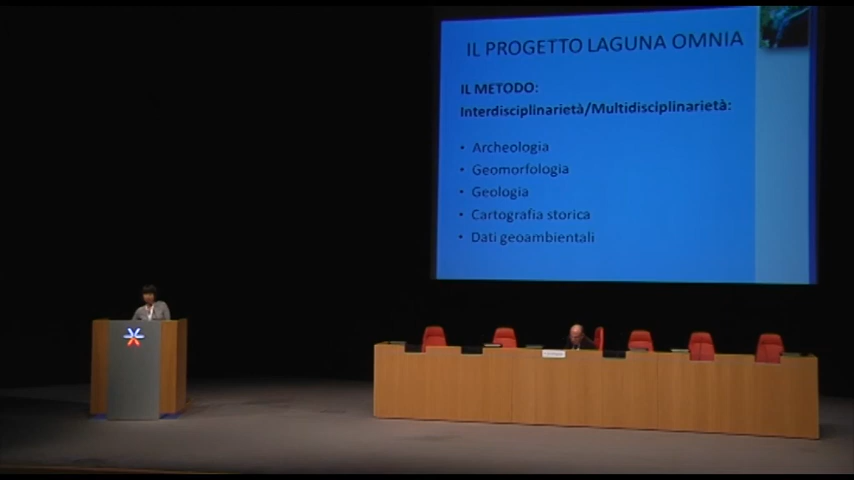 IL PROGETTO LAGUNA OMNIA
IL METODO:
Interdisciplinarietà/Multidisciplinarietà:
• Archeologia
• Geomorfologia
• Geologia
• Cartografia storica
• Dati geoambientali